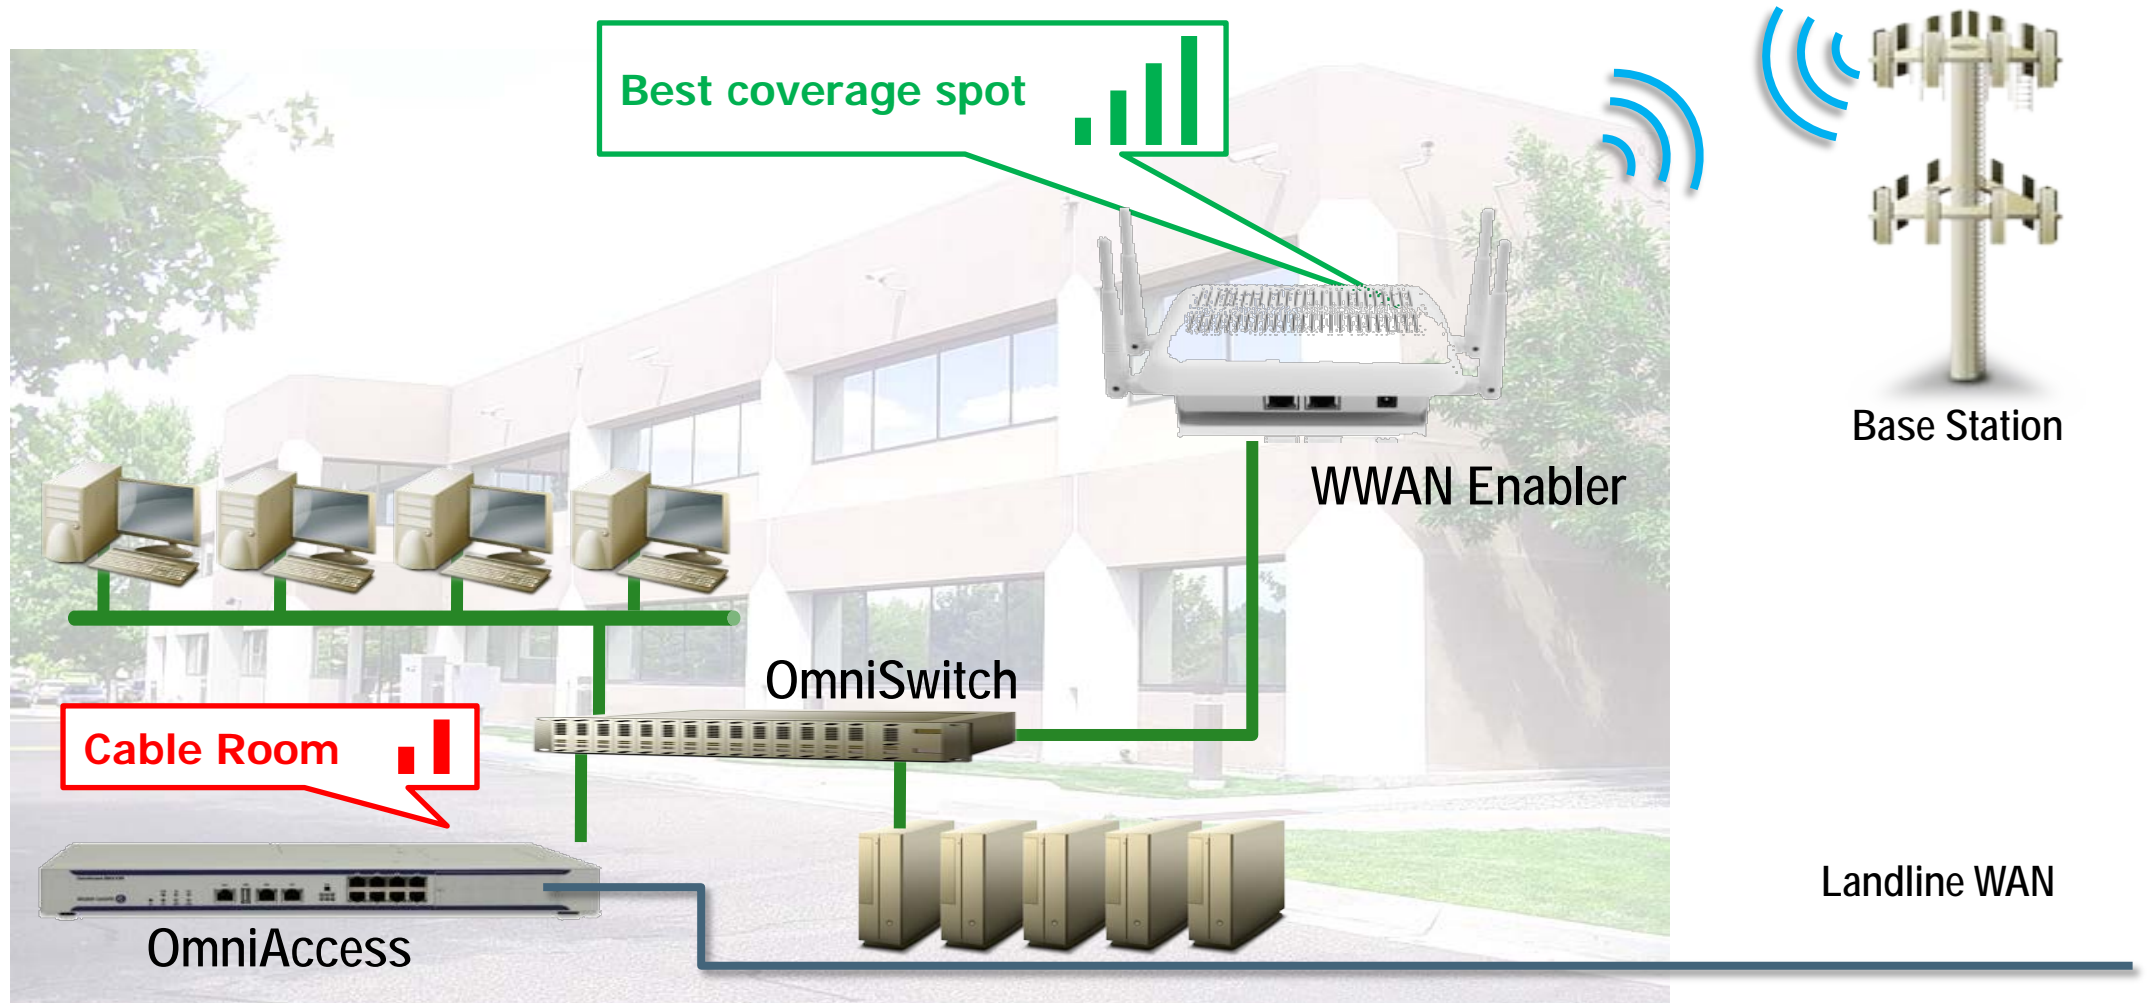 Best coverage spot
Base Station
WWAN Enabler
OmniSwitch
Cable Room
Landline WAN
OmniAccess